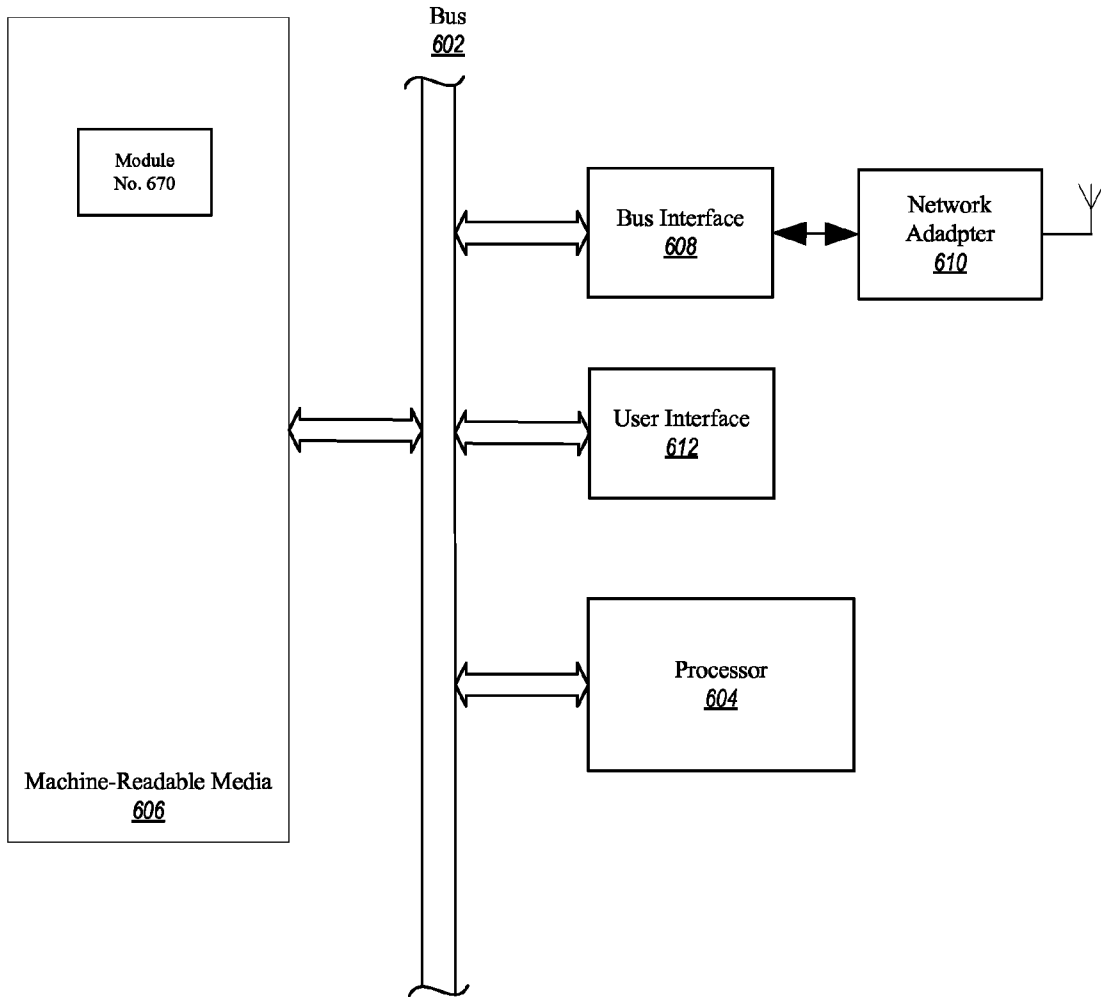 Bus
602
Module
No. 670
Bus Interface
608
Network
Adadpter
610
User Interface
612
Processor
604
Machine-Readable Media
606